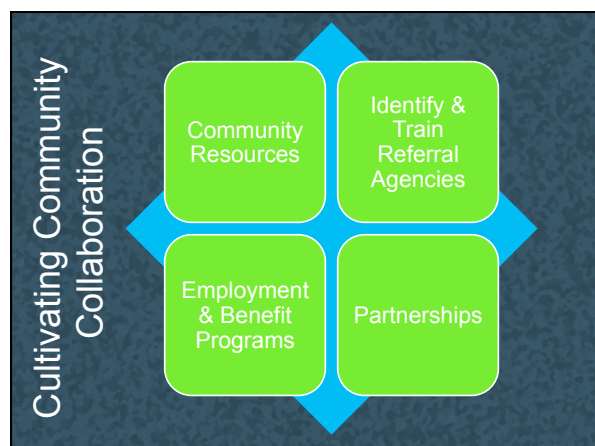 Cultivating Community
Collaboration
Community
Resources
Identify &
Train
Referral
Agencies
Employment
& Benefit
Programs
Partnerships